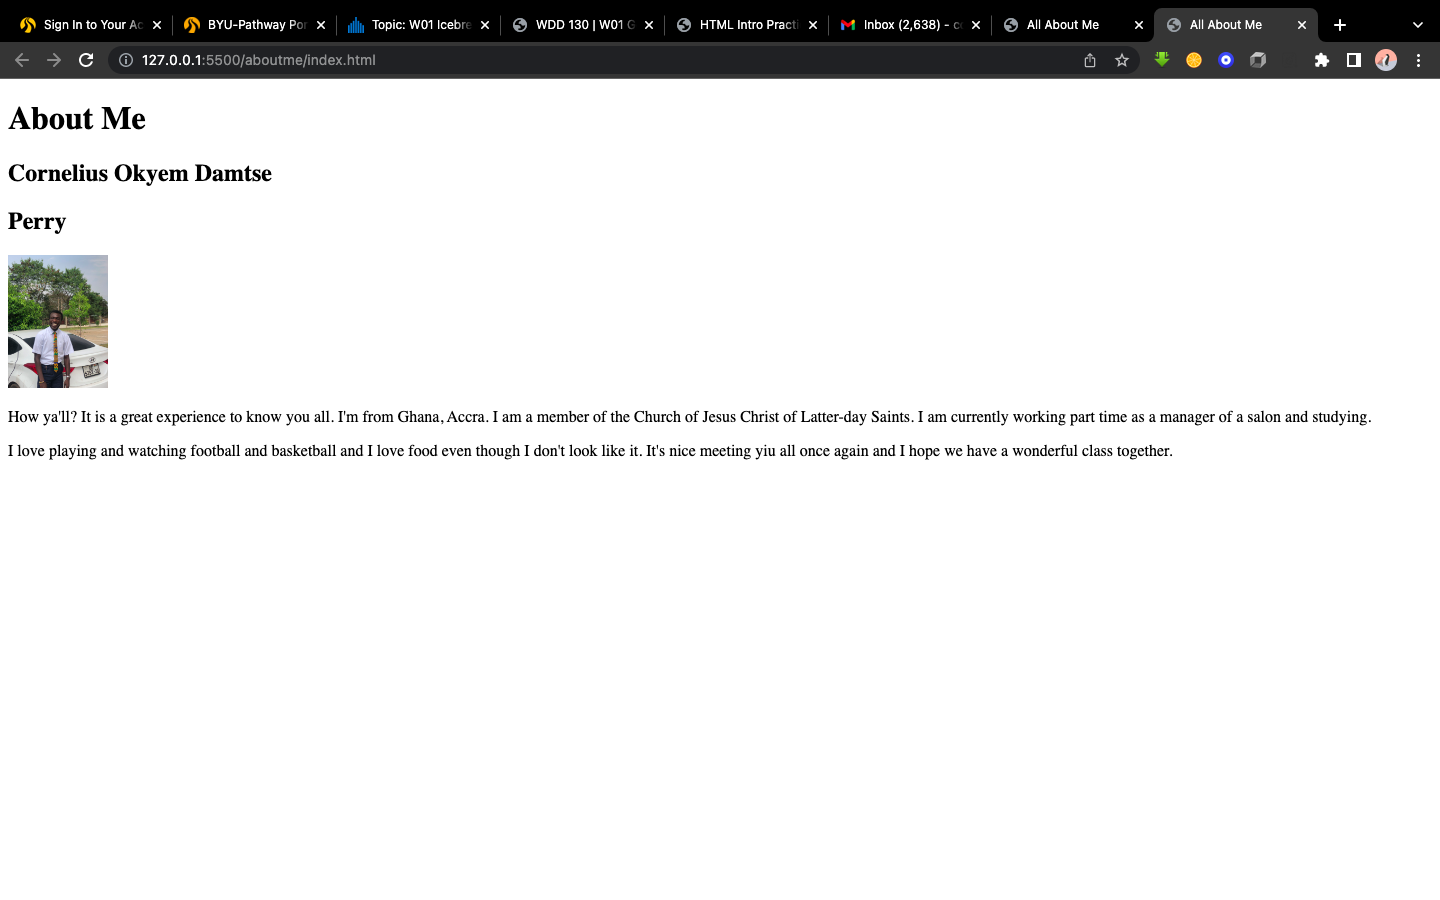 Sign In to Your Ac
BYU-Pathway Por
Topic: W01 Icebre
WDD 130 | W01 G
HTML Intro Practi
Inbox (2,638) - co
All About Me
All About Me
127.0.0.1:5500/aboutme/index.html
About Me
Cornelius Okyem Damtse
Perry
How ya'll? It is a great experience to know you all. I'm from Ghana, Accra. I am a member of the Church of Jesus Christ of Latter-day Saints. I am currently working part time as a manager of a salon and studying.
I love playing and watching football and basketball and I love food even though I don't look like it. It's nice meeting yiu all once again and I hope we have a wonderful class together.